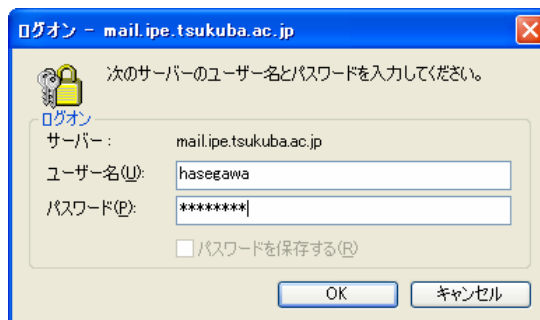 ログオン - mail.ipe.tsukuba.ac.jp
次のサーバーのユーザー名とパスワードを入力してください。
ログオン
サーバー: mail.ipe.tsukuba.ac.jp
ユーザー名(U): hasegawa
パスワード(P): ********
パスワードを保存する(R)
OK キャンセル